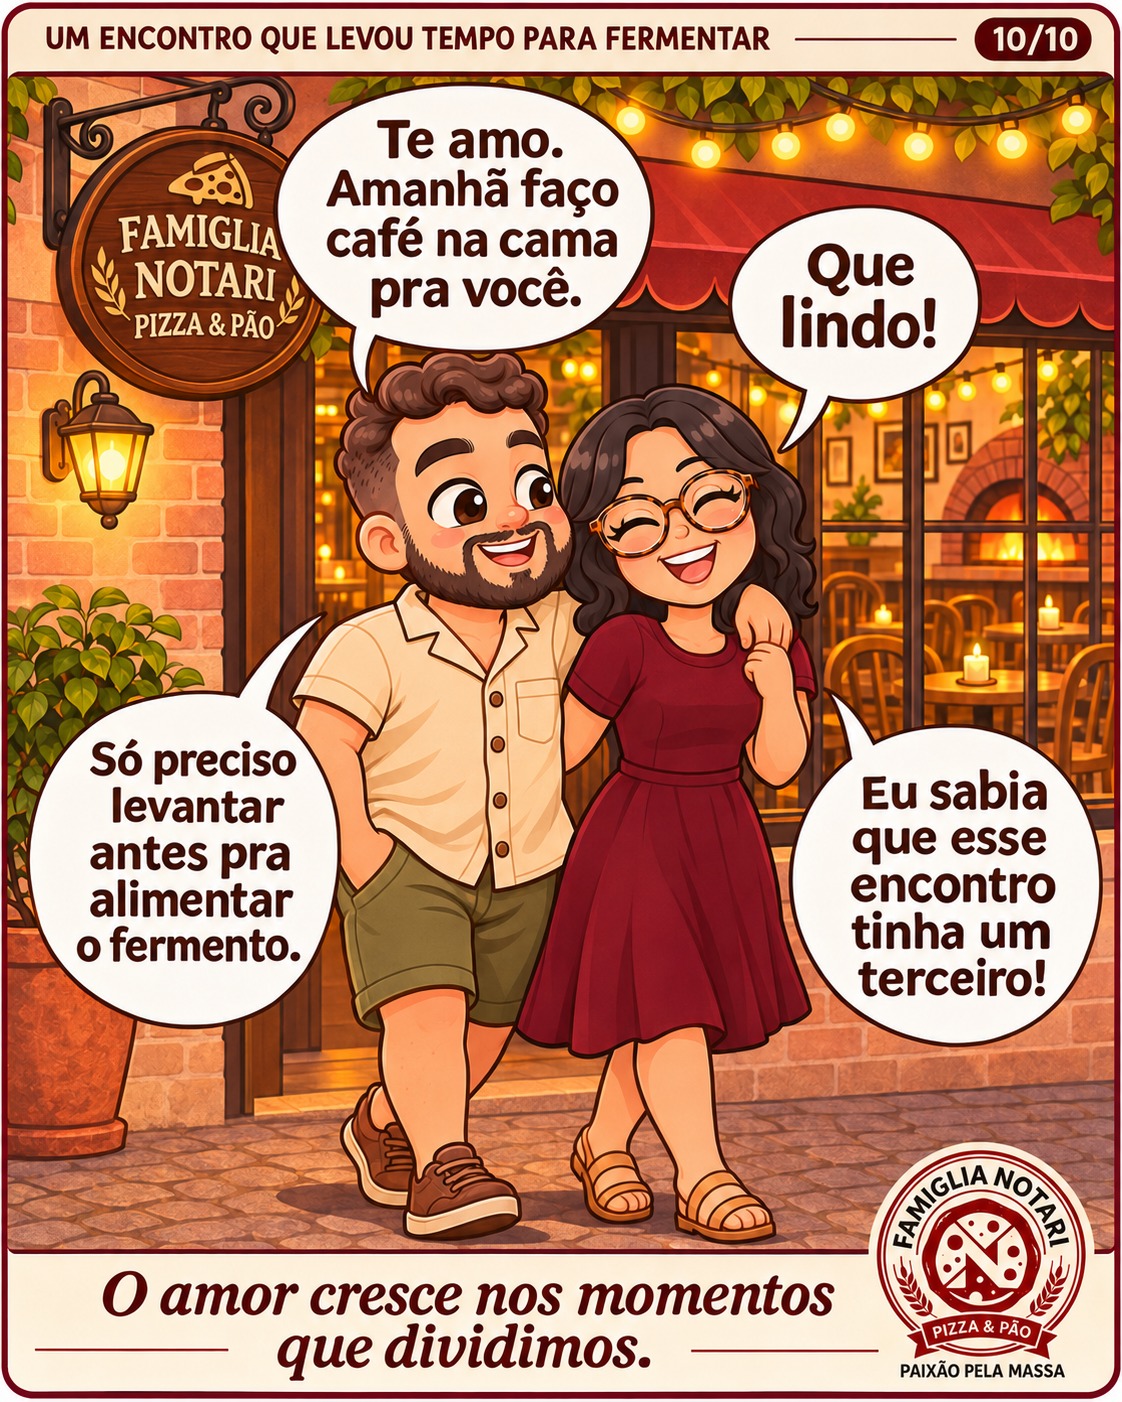 UM ENCONTRO QUE LEVOU TEMPO PARA FERMENTAR
10/10
FAMIGLIA
NOTARI
PIZZA & PÃO
Te amo.
Amanhã faço
café na cama
pra você.
Que
lindo!
Só preciso
levantar
antes pra
alimentar
o fermento.
Eu sabia
que esse
encontro
tinha um
terceiro!
O amor cresce nos momentos
que dividimos.
FAMIGLIA NOTARI
N
PIZZA & PÃO
PAIXÃO PELA MASSA